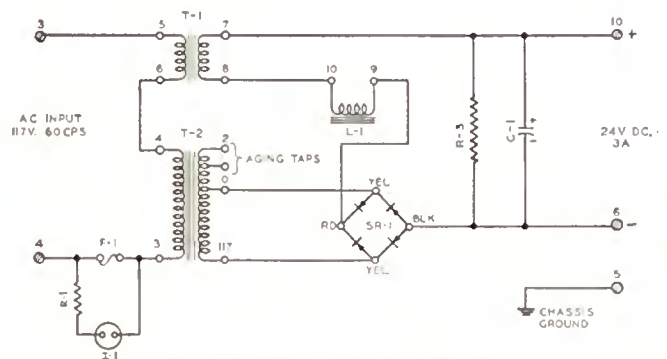 3
5
T-1
7
10
+
6
8
10
9
L-1
AC INPUT
117V. 60CPS
4
T-2
2
AGING TAPS
0
YEL
RD
SR-1
BLK
YEL
R-3
C-1
+
24V DC,
3A
6
-
4
F-1
3
117
R-1
I-1
5
CHASSIS
GROUND